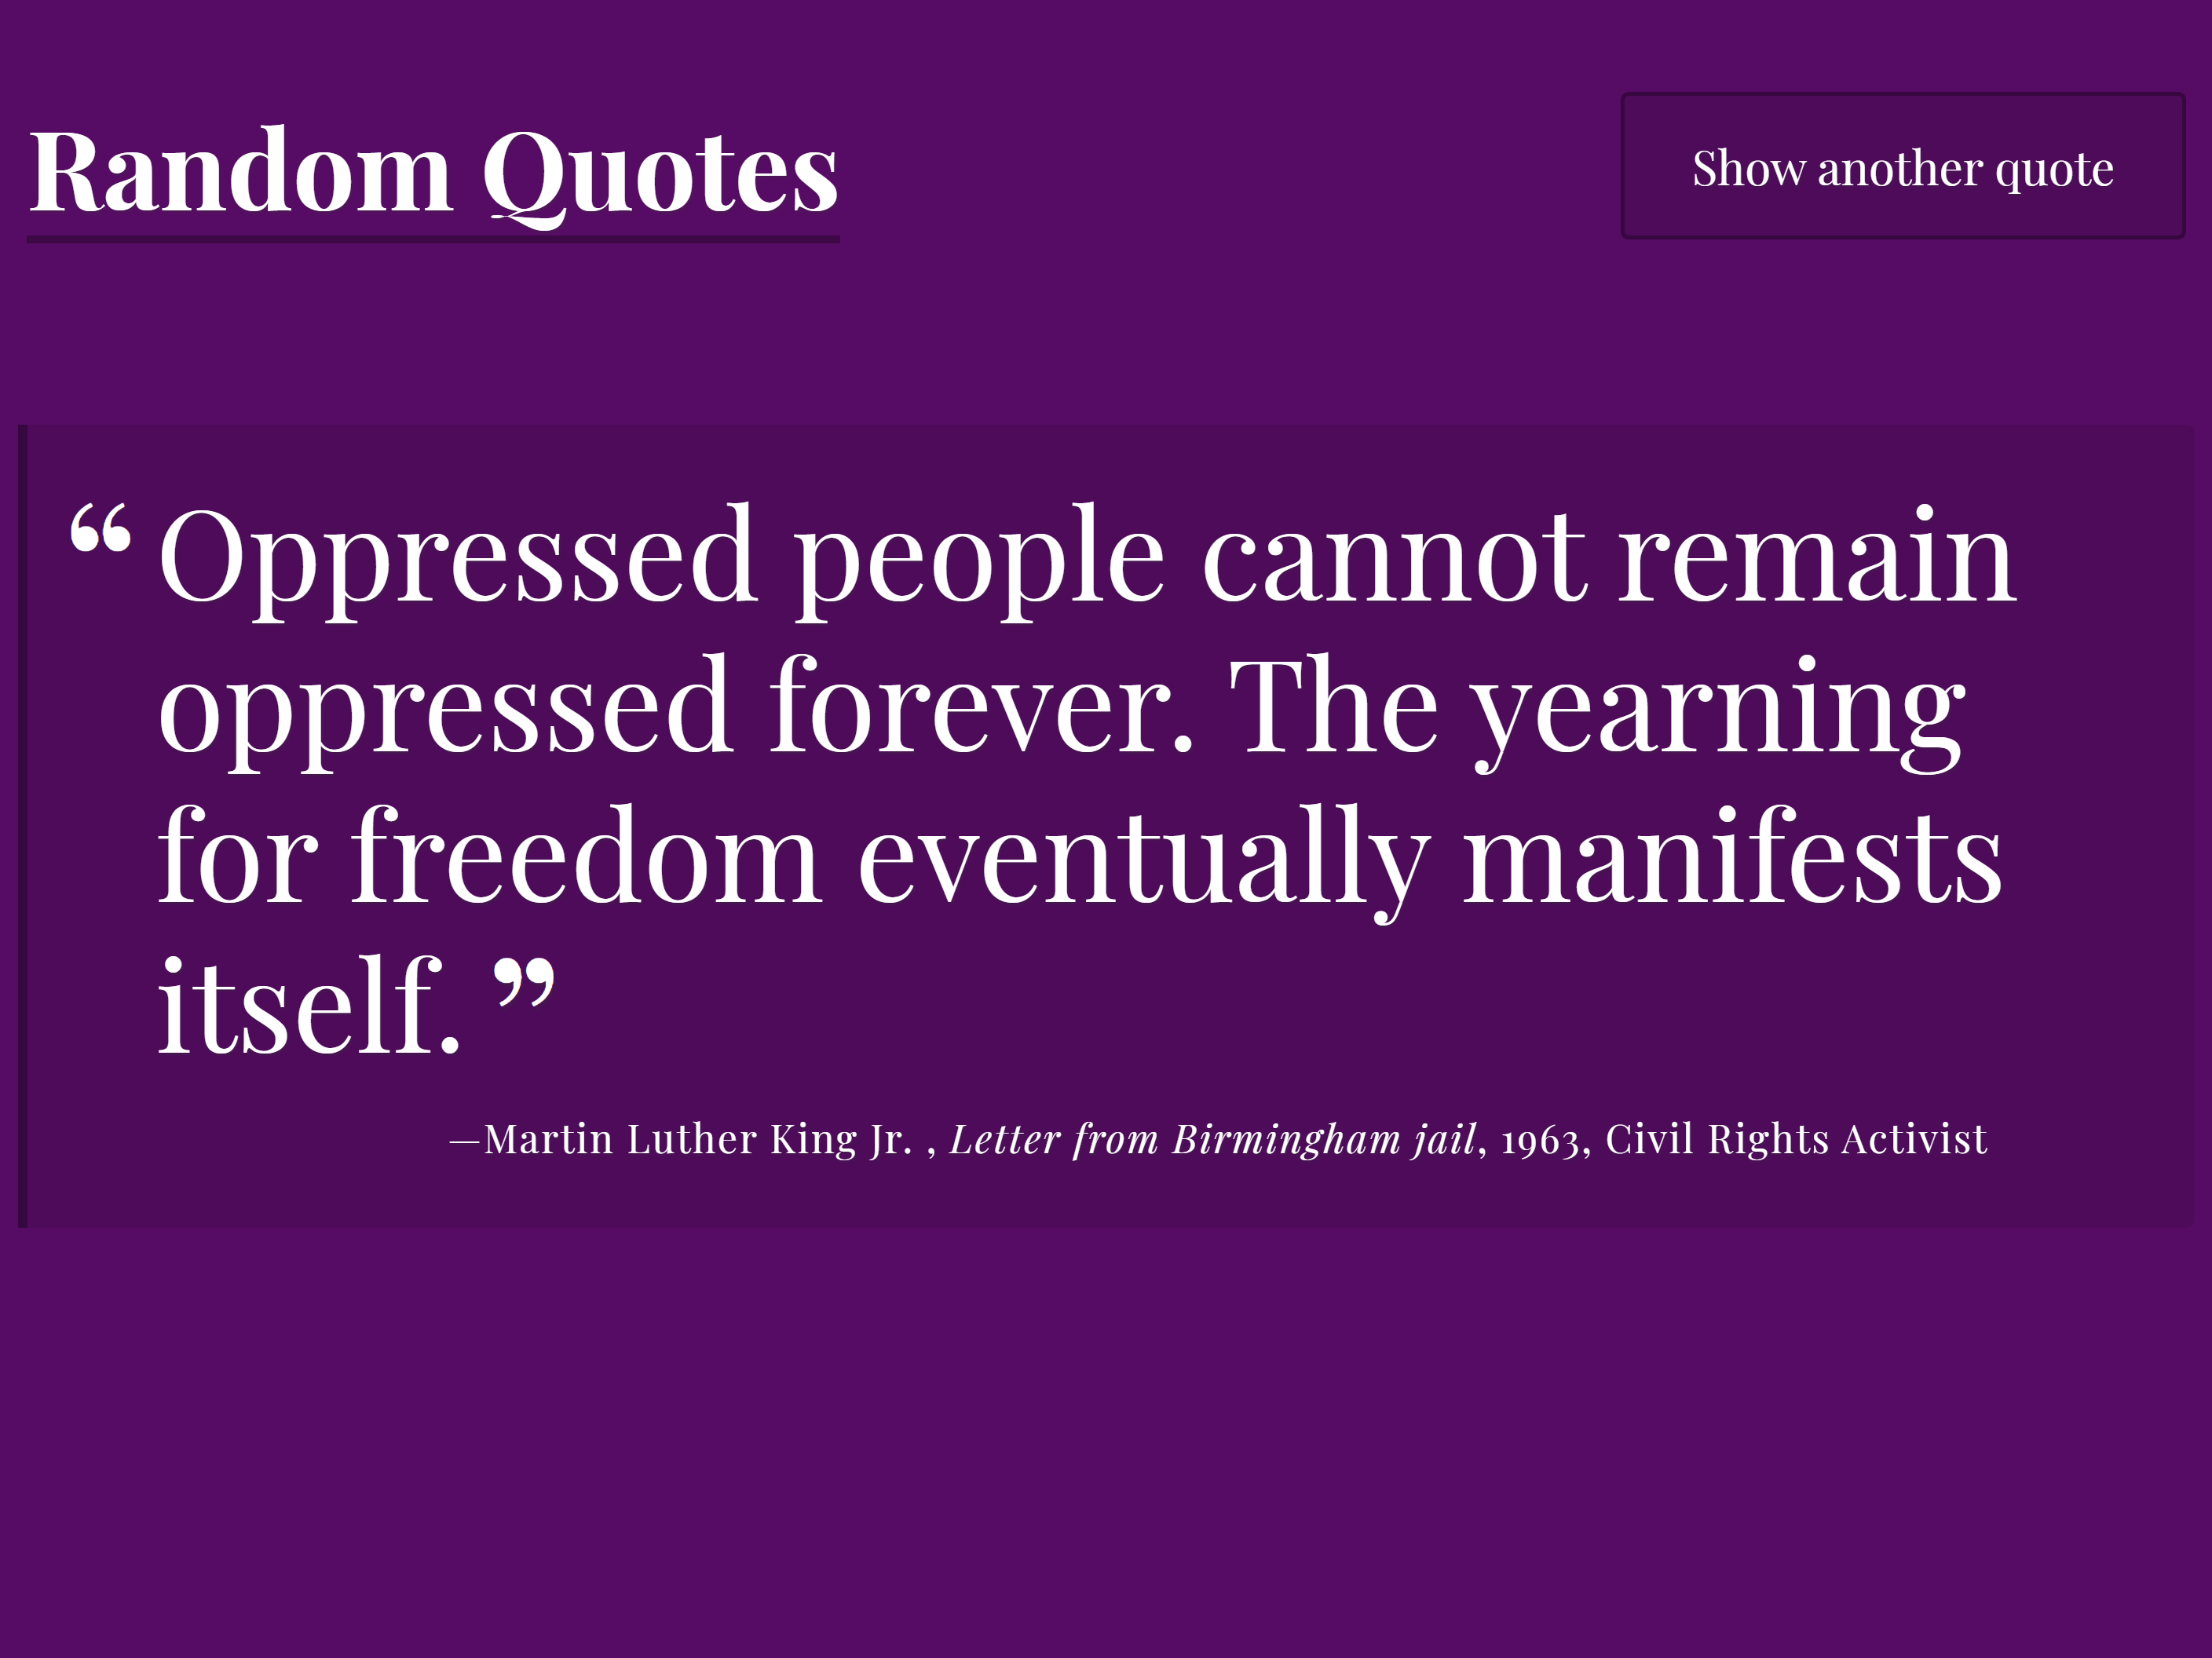 Random Quotes
Show another quote
“ Oppressed people cannot remain
oppressed forever. The yearning
for freedom eventually manifests
itself. ”
—Martin Luther King Jr. , Letter from Birmingham jail, 1963, Civil Rights Activist